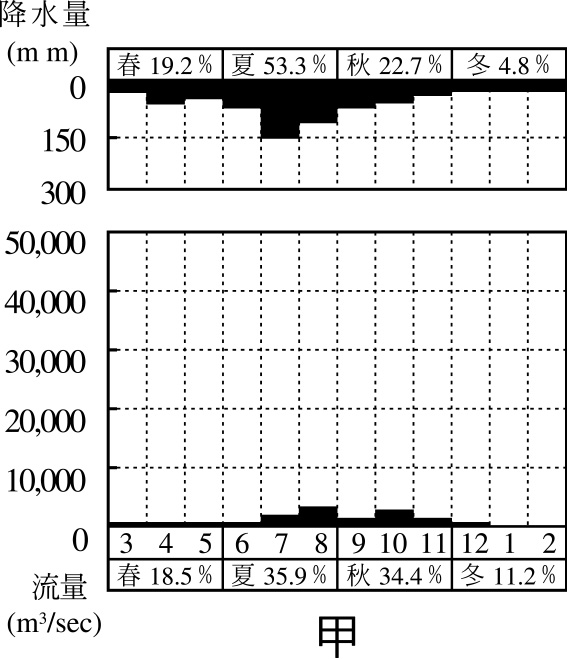 降水量
(m m)
春 19.2% 夏 53.3% 秋 22.7% 冬 4.8%
0
150
300
50,000
40,000
30,000
20,000
10,000
0
3 4 5 6 7 8 9 10 11 12 1 2
春 18.5% 夏 35.9% 秋 34.4% 冬 11.2%
流量
(m³/sec)
甲